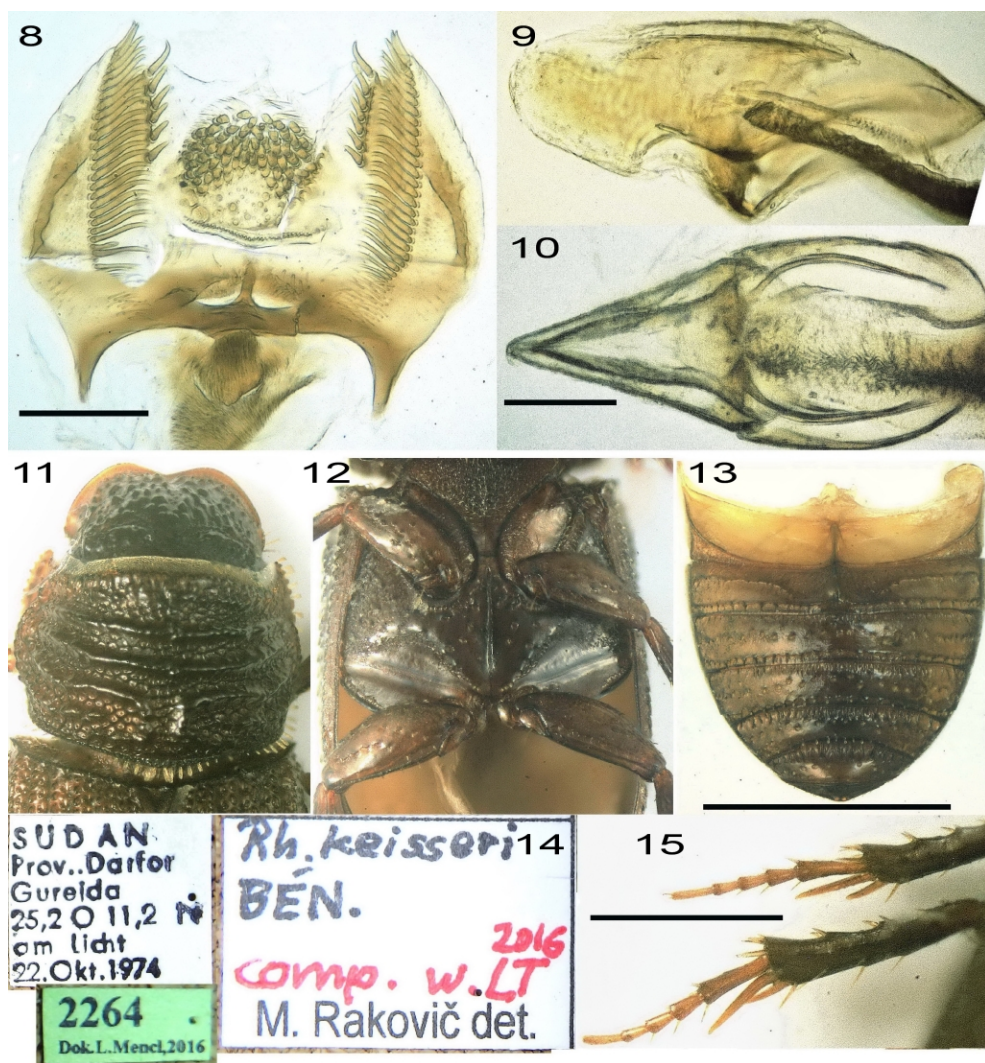 8
9
10
11
12
13
SUDAN
Prov..Darfor
Gureida
25,2 O 11,2 N
am licht
22.Okt.1974
2264
Dok.L.Mencl,2016
Rh. keisseri
BÉN.
2016
comp. w.LT
M. Rakovič det.
14
15